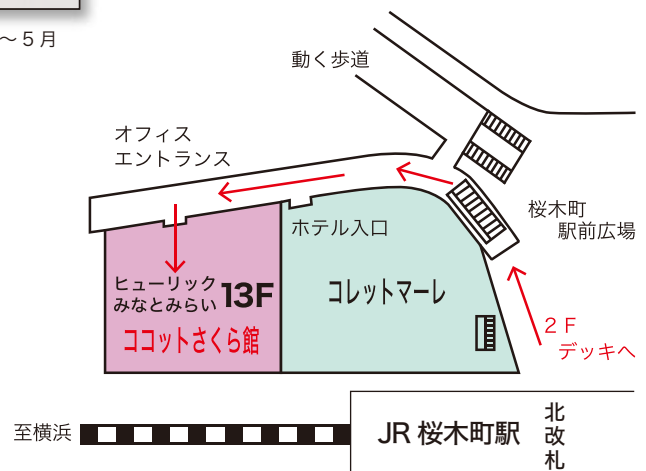 ～５月
動く歩道
オフィス
エントランス
桜木町
駅前広場
ホテル入口
ヒューリック
みなとみらい
13F
コレットマーレ
ココットさくら館
２Ｆ
デッキへ
至横浜
JR 桜木町駅
北改札